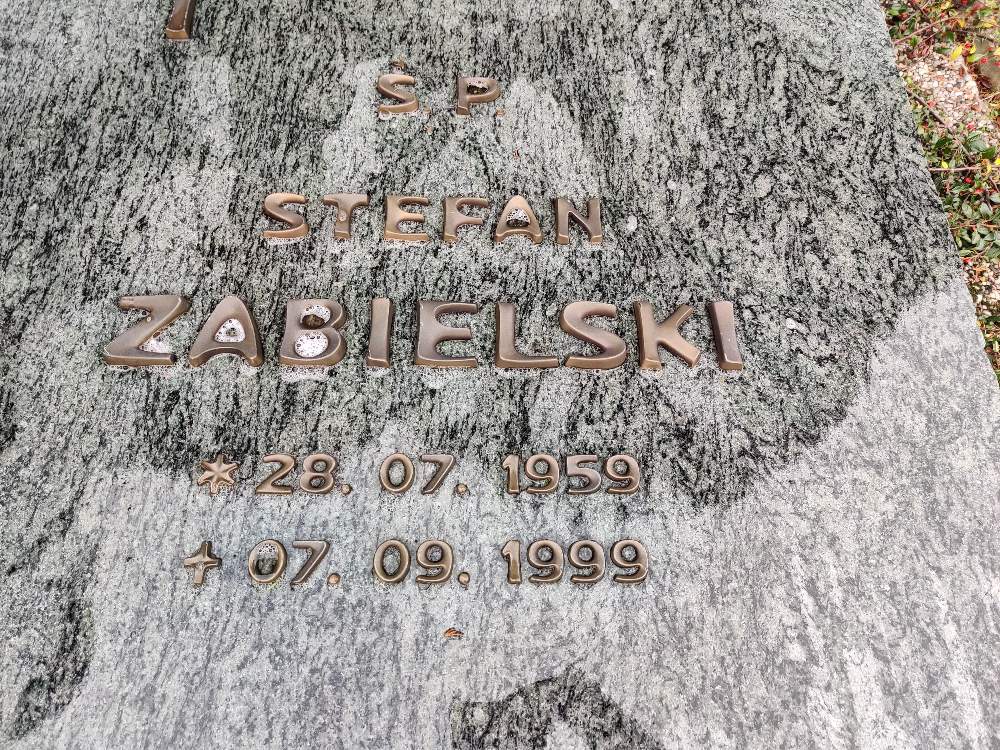 Ś. P.
STEFAN
ZABIELSKI
* 28. 07. 1959
+ 07. 09. 1999